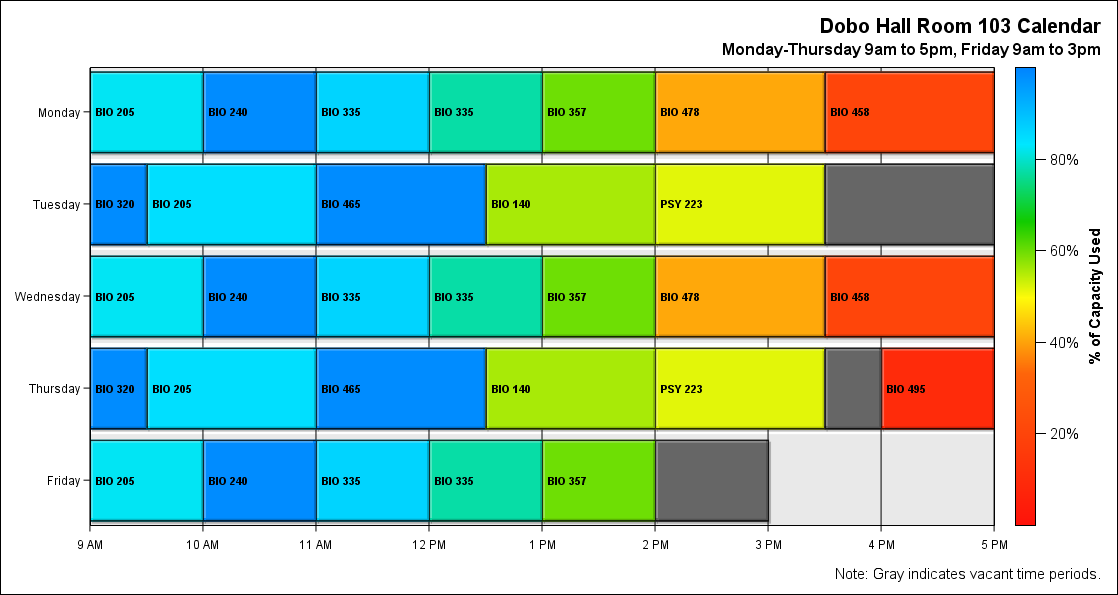 Dobo Hall Room 103 Calendar
Monday-Thursday 9am to 5pm, Friday 9am to 3pm
Monday BIO 205 BIO 240 BIO 335 BIO 335 BIO 357 BIO 478 BIO 458
Tuesday BIO 320 BIO 205 BIO 465 BIO 140 PSY 223
Wednesday BIO 205 BIO 240 BIO 335 BIO 335 BIO 357 BIO 478 BIO 458
Thursday BIO 320 BIO 205 BIO 465 BIO 140 PSY 223 BIO 495
Friday BIO 205 BIO 240 BIO 335 BIO 335 BIO 357
9 AM 10 AM 11 AM 12 PM 1 PM 2 PM 3 PM 4 PM 5 PM
80%
60%
40%
20%
% of Capacity Used
Note: Gray indicates vacant time periods.